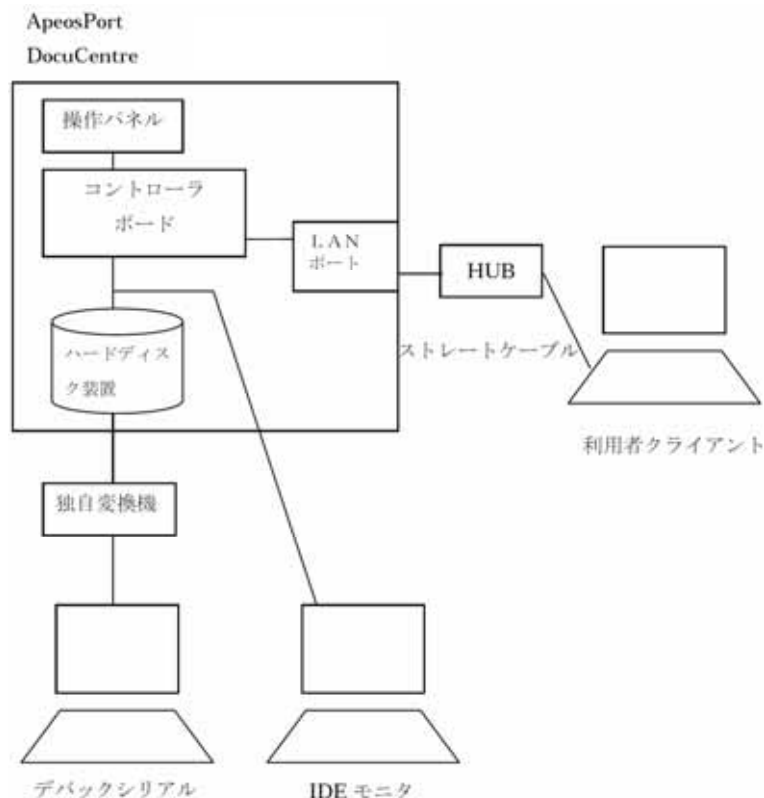 ApeosPort
DocuCentre
操作パネル
コントローラ
ボード
ＬＡＮ
ポート
HUB
ストレートケーブル
ハードディス
ク装置
利用者クライアント
独自変換機
デバックシリアル
IDE モニタ